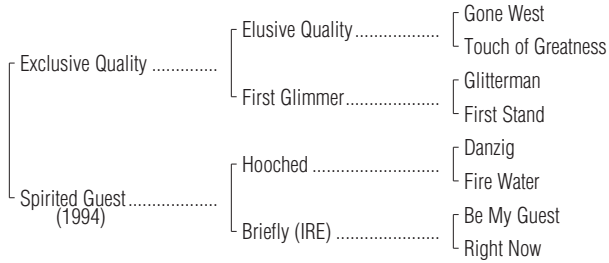 Gone West
Elusive Quality ...................
Touch of Greatness
Exclusive Quality ..............
Glitterman
First Glimmer.....................
First Stand
Danzig
Hooched ............................
Fire Water
Spirited Guest....................
(1994)
Be My Guest
Briefly (IRE) .......................
Right Now